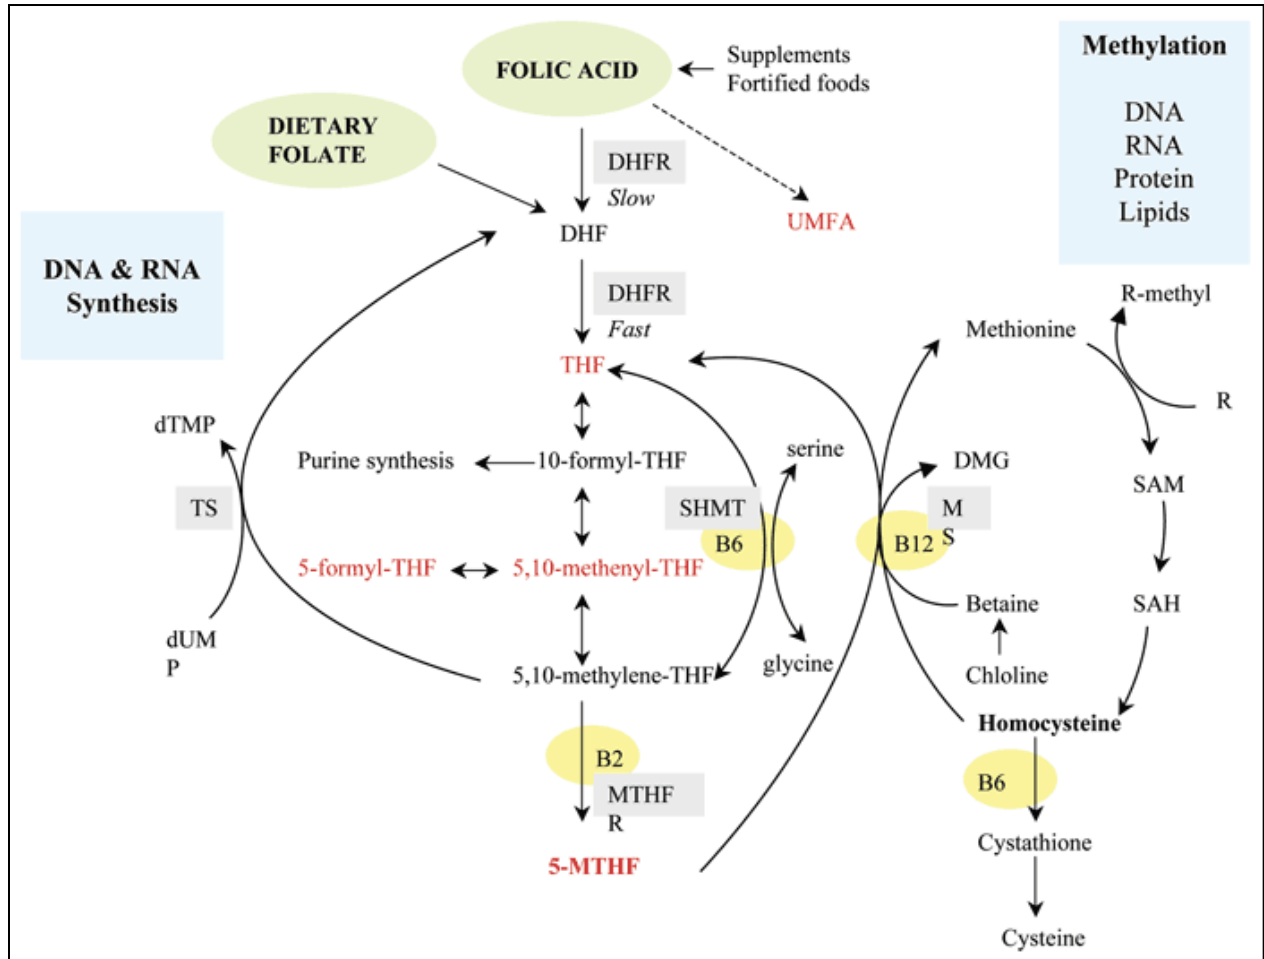 FOLIC ACID
Supplements
Fortified foods
Methylation
DNA
RNA
Protein
Lipids
DIETARY
FOLATE
DHFR
Slow
UMFA
DHF
DNA & RNA
Synthesis
DHFR
Fast
R-methyl
Methionine
THF
R
dTMP
Purine synthesis
10-formyl-THF
serine
DMG
SAM
TS
SHMT
B6
M
S
B12
5-formyl-THF
5,10-methenyl-THF
Betaine
SAH
dUM
P
5,10-methylene-THF
glycine
Chloline
Homocysteine
B2
MTHF
R
B6
Cystathione
5-MTHF
Cysteine